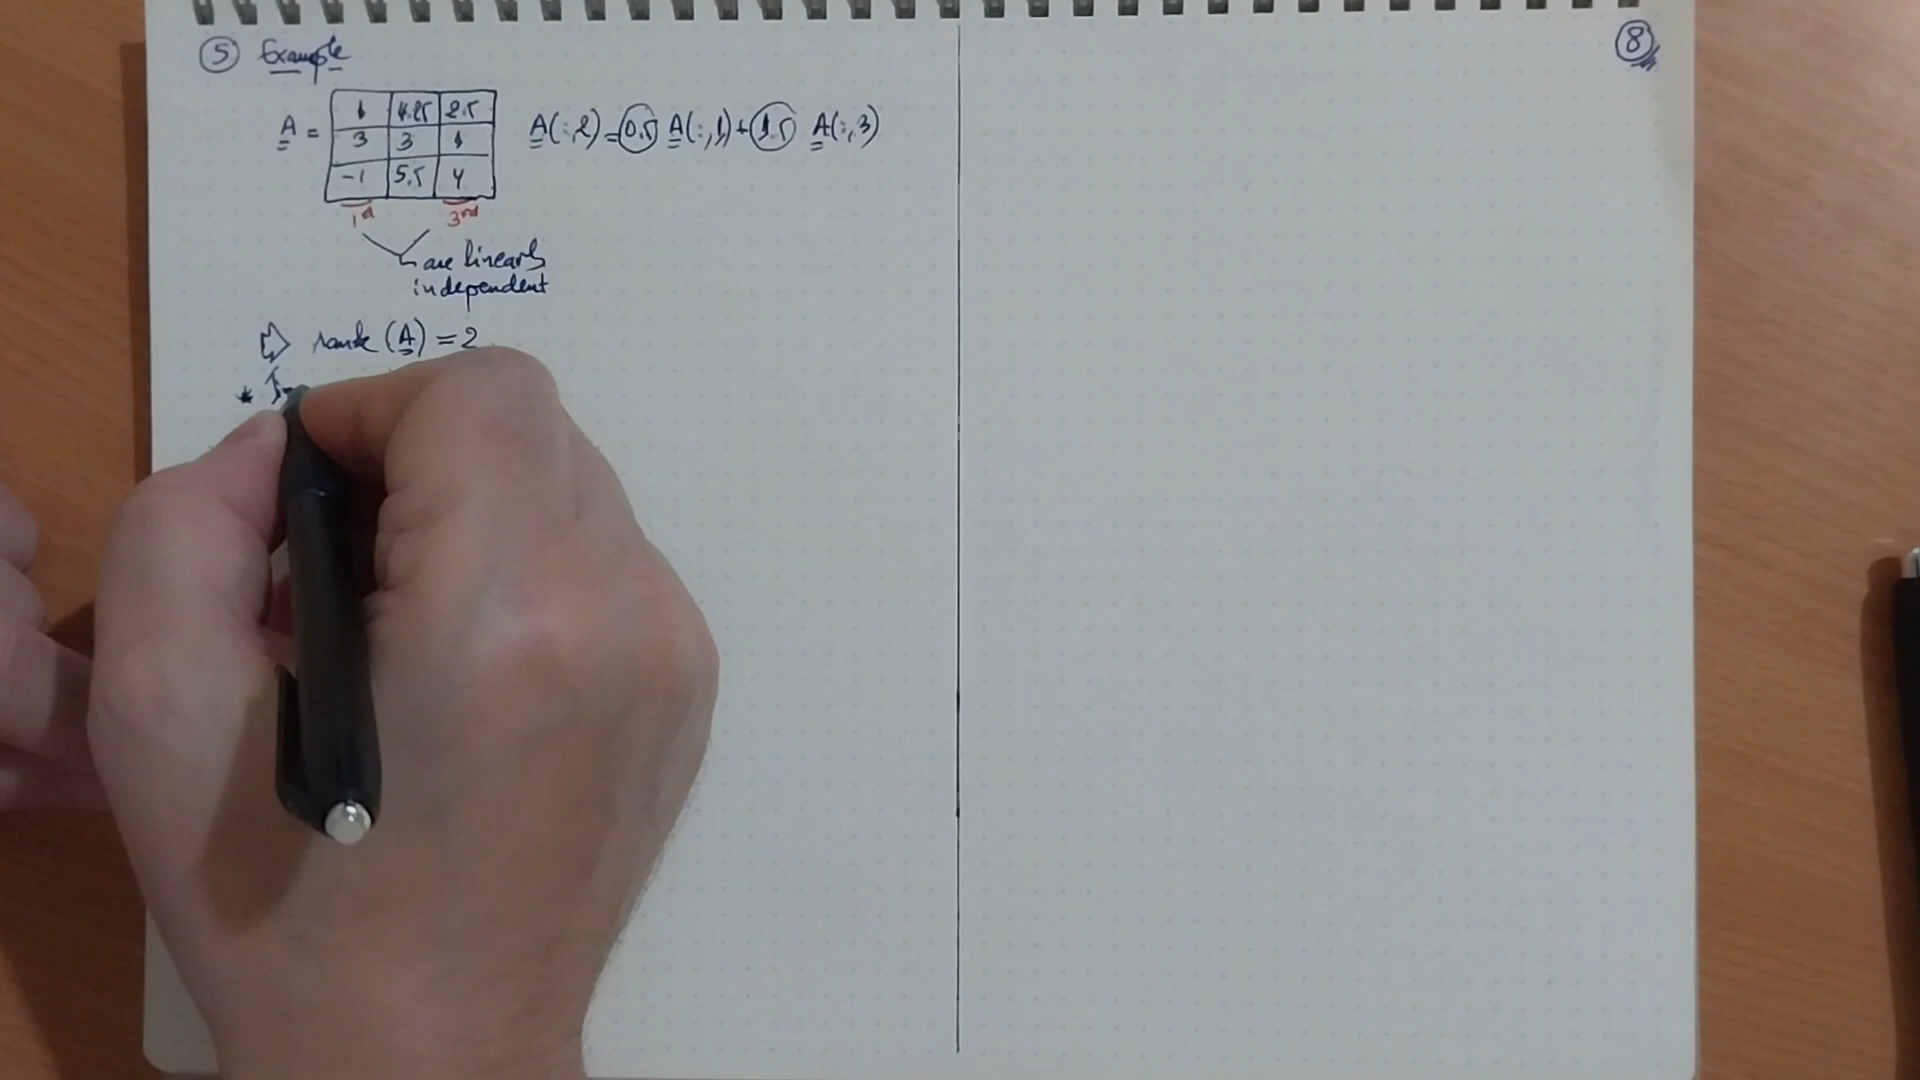 5 Example
A = 1 4.25 2.5 A(:,2)=0.5 A(:,1)+1.5 A(:,3)
3 3 1
-1 5.5 4
1st 3rd
are linearly
independent
⇒ rank (A) = 2
*
8